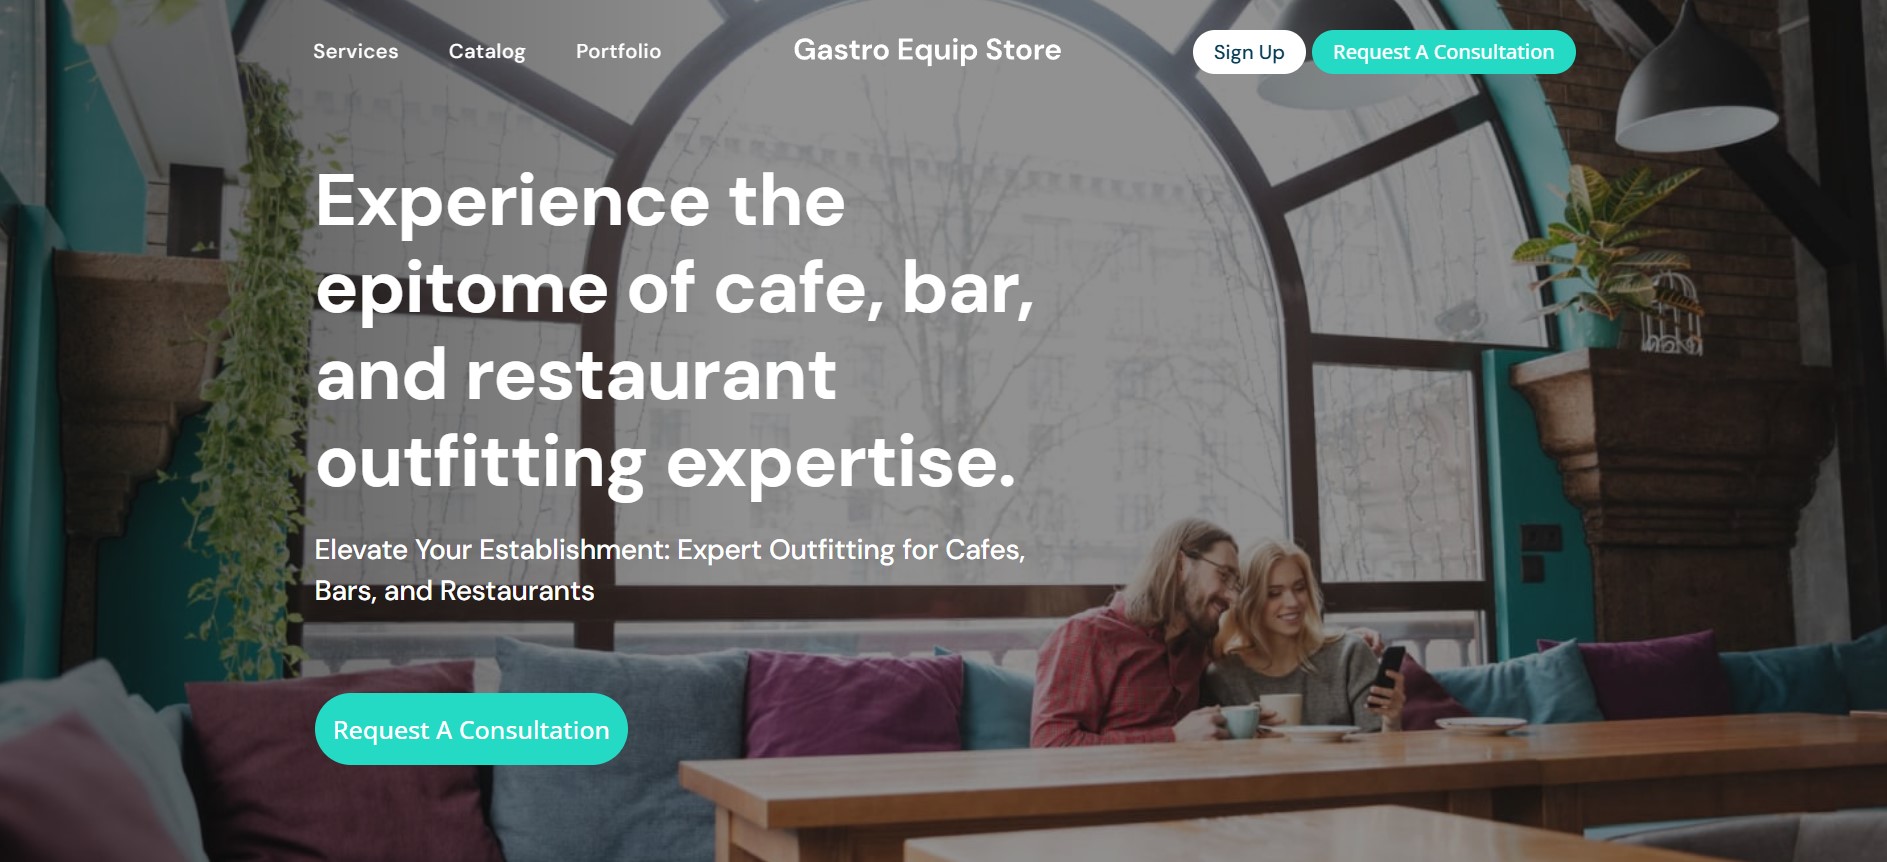 Services
Catalog
Portfolio
Gastro Equip Store
Sign Up
Request A Consultation
Experience the
epitome of cafe, bar,
and restaurant
outfitting expertise.
Elevate Your Establishment: Expert Outfitting for Cafes,
Bars, and Restaurants
Request A Consultation